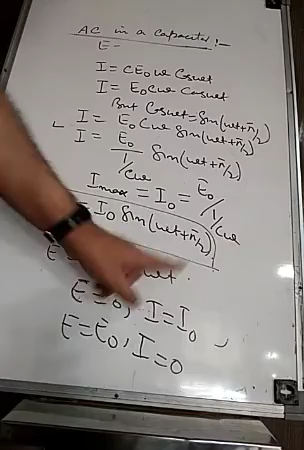 AC in a capacitor:-
E=
I = CE₀ω Cosωt
I = E₀Cω Cosωt
But Cosωt = Sin(ωt+π/2)
I = E₀Cω Sin(ωt+π/2)
I = E₀/1/Cω Sin(ωt+π/2)
Imax = I₀ = E₀/1/Cω
= I₀ Sin(ωt+π/2)
E ωt.
E=0, I=I₀,
E=E₀, I=0